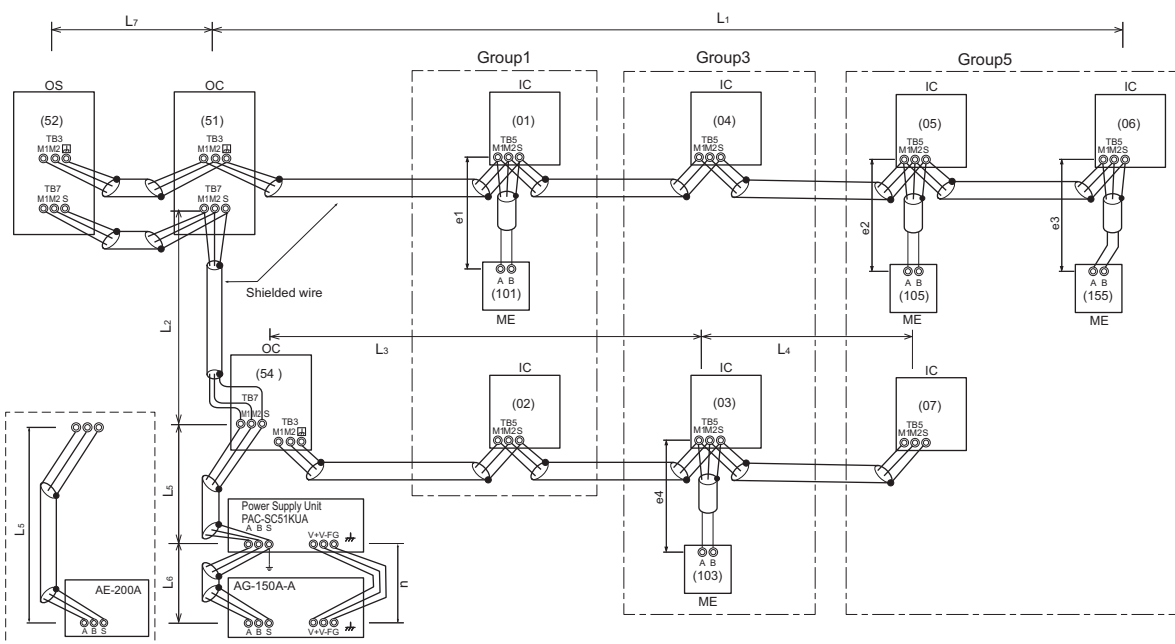 L7
L1
Group1
Group3
Group5
OS
OC
IC
IC
IC
IC
(52)
(51)
(01)
(04)
(05)
(06)
TB3
M1M2
TB3
M1M2
TB5
M1M2S
TB5
M1M2S
TB5
M1M2S
TB5
M1M2S
TB7
M1M2 S
TB7
M1M2 S
e1
e2
e3
A B
(101)
ME
A B
(105)
ME
A B
(155)
ME
Shielded wire
L2
L3
L4
OC
(54 )
TB7
M1M2 S
TB3
M1M2
IC
(02)
TB5
M1M2S
IC
(03)
TB5
M1M2S
IC
(07)
TB5
M1M2S
e4
A B
(103)
ME
L5
L5
Power Supply Unit
PAC-SC51KUA
A B S
V+V-FG
L6
n
AG-150A-A
A B S
V+V-FG
AE-200A
A B S